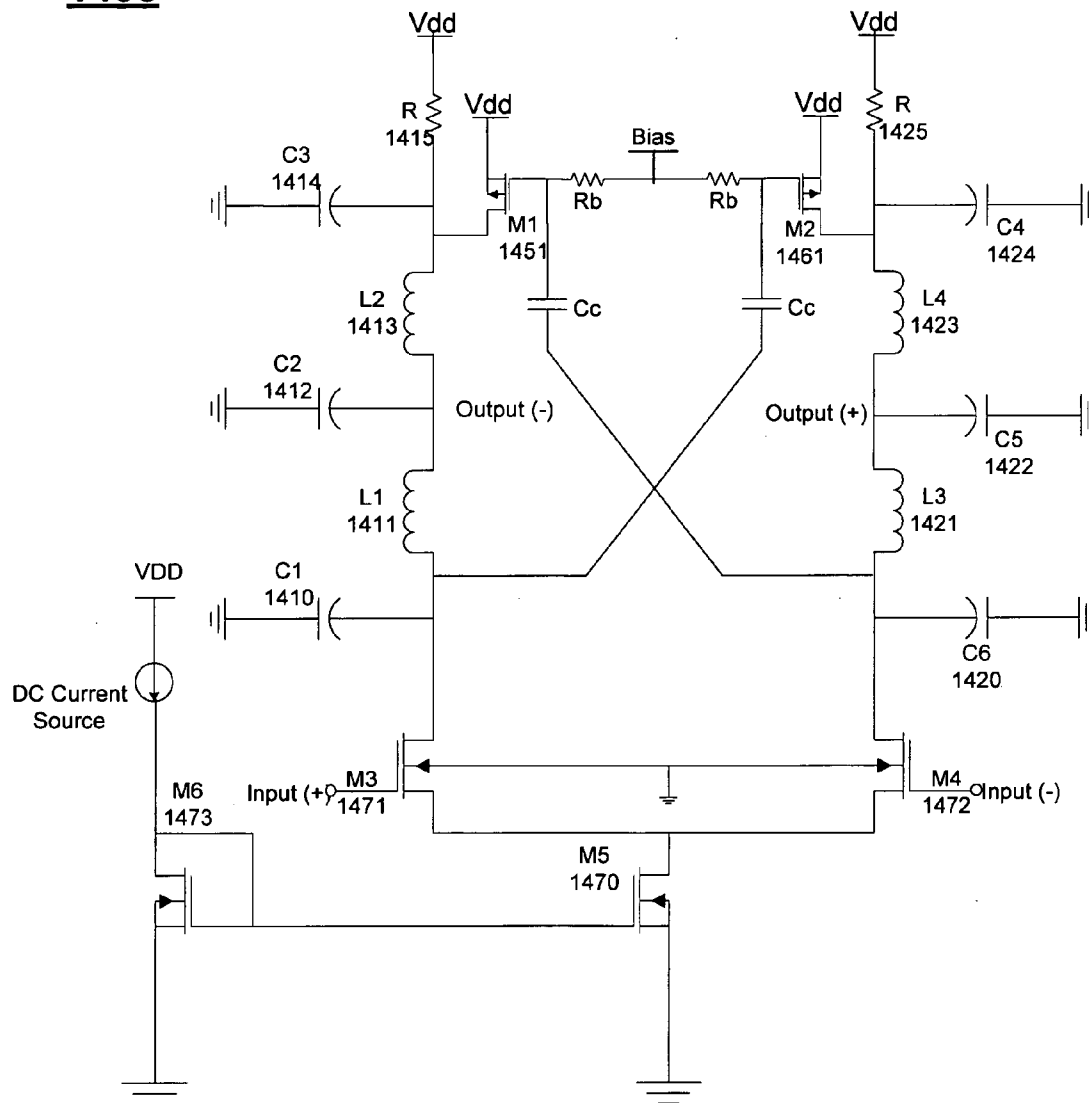 Vdd
Vdd
R
1415
Vdd
Vdd
R
1425
Bias
C3
1414
Rb
Rb
M1
1451
M2
1461
C4
1424
L2
1413
Cc
Cc
L4
1423
C2
1412
Output (-)
Output (+)
C5
1422
L1
1411
L3
1421
VDD
C1
1410
C6
1420
DC Current
Source
Input (+)
M3
1471
M4
1472
Input (-)
M6
1473
M5
1470